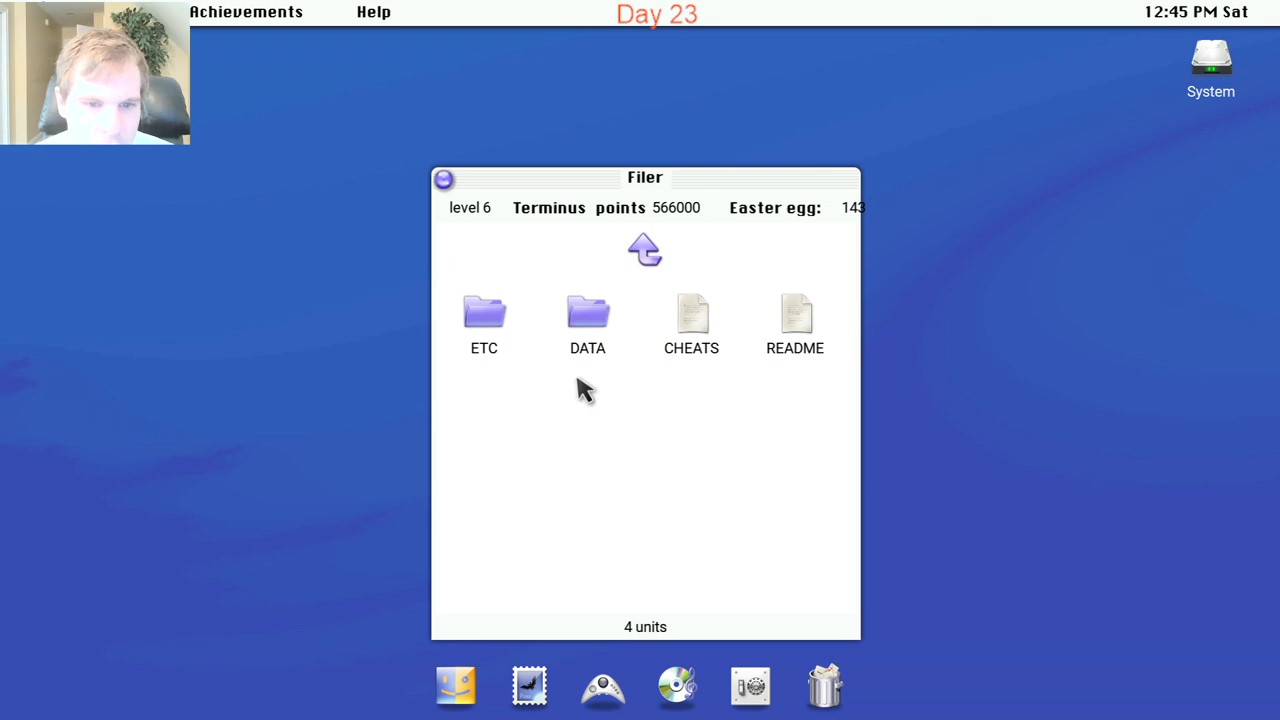 Achievements Help Day 23 12:45 PM Sat
System
Filer
level 6 Terminus points 566000 Easter egg: 143
ETC DATA CHEATS README
4 units